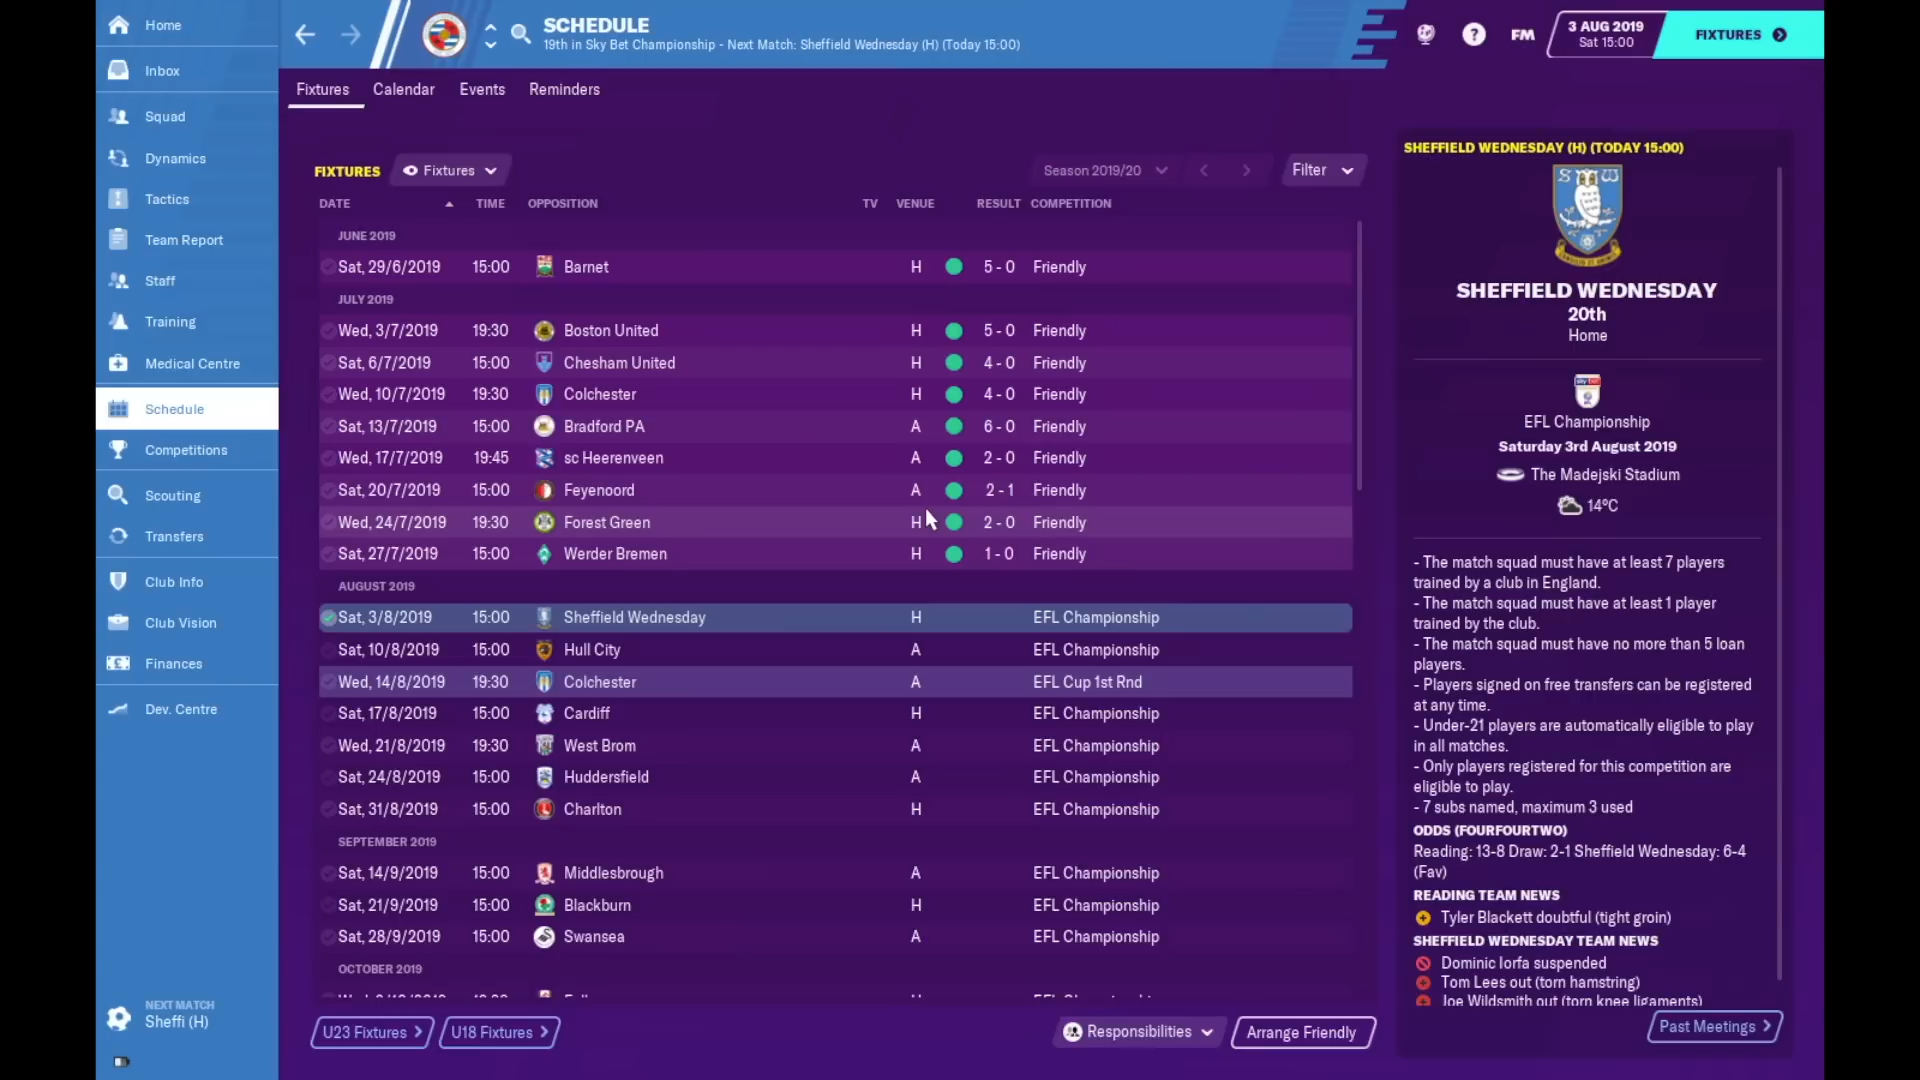 Home
Inbox
Squad
Dynamics
Tactics
Team Report
Staff
Training
Medical Centre
Schedule
Competitions
Scouting
Transfers
Club Info
Club Vision
Finances
Dev. Centre
NEXT MATCH
Sheffi (H)
SCHEDULE
19th in Sky Bet Championship - Next Match: Sheffield Wednesday (H) (Today 15:00)
FM
3 AUG 2019
Sat 15:00
FIXTURES
Fixtures Calendar Events Reminders
FIXTURES Fixtures Season 2019/20 Filter
DATE TIME OPPOSITION TV VENUE RESULT COMPETITION
JUNE 2019
Sat, 29/6/2019 15:00 Barnet H 5 - 0 Friendly
JULY 2019
Wed, 3/7/2019 19:30 Boston United H 5 - 0 Friendly
Sat, 6/7/2019 15:00 Chesham United H 4 - 0 Friendly
Wed, 10/7/2019 19:30 Colchester H 4 - 0 Friendly
Sat, 13/7/2019 15:00 Bradford PA A 6 - 0 Friendly
Wed, 17/7/2019 19:45 sc Heerenveen A 2 - 0 Friendly
Sat, 20/7/2019 15:00 Feyenoord A 2 - 1 Friendly
Wed, 24/7/2019 19:30 Forest Green H 2 - 0 Friendly
Sat, 27/7/2019 15:00 Werder Bremen H 1 - 0 Friendly
AUGUST 2019
Sat, 3/8/2019 15:00 Sheffield Wednesday H EFL Championship
Sat, 10/8/2019 15:00 Hull City A EFL Championship
Wed, 14/8/2019 19:30 Colchester A EFL Cup 1st Rnd
Sat, 17/8/2019 15:00 Cardiff H EFL Championship
Wed, 21/8/2019 19:30 West Brom A EFL Championship
Sat, 24/8/2019 15:00 Huddersfield A EFL Championship
Sat, 31/8/2019 15:00 Charlton H EFL Championship
SEPTEMBER 2019
Sat, 14/9/2019 15:00 Middlesbrough A EFL Championship
Sat, 21/9/2019 15:00 Blackburn H EFL Championship
Sat, 28/9/2019 15:00 Swansea A EFL Championship
OCTOBER 2019
U23 Fixtures U18 Fixtures Responsibilities Arrange Friendly
SHEFFIELD WEDNESDAY (H) (TODAY 15:00)
S W
SHEFFIELD WEDNESDAY
20th
Home
sky bet
EFL Championship
Saturday 3rd August 2019
The Madejski Stadium
14°C
- The match squad must have at least 7 players
trained by a club in England.
- The match squad must have at least 1 player
trained by the club.
- The match squad must have no more than 5 loan
players.
- Players signed on free transfers can be registered
at any time.
- Under-21 players are automatically eligible to play
in all matches.
- Only players registered for this competition are
eligible to play.
- 7 subs named, maximum 3 used
ODDS (FOURFOURTWO)
Reading: 13-8 Draw: 2-1 Sheffield Wednesday: 6-4
(Fav)
READING TEAM NEWS
Tyler Blackett doubtful (tight groin)
SHEFFIELD WEDNESDAY TEAM NEWS
Dominic Iorfa suspended
Tom Lees out (torn hamstring)
Joe Wildsmith out (torn knee ligaments)
Past Meetings